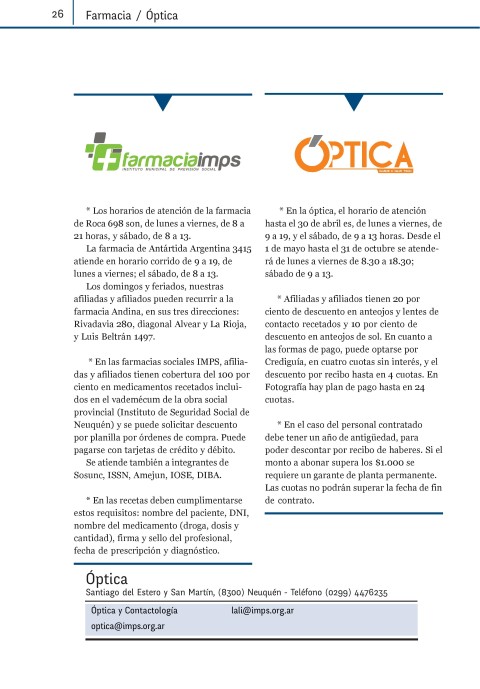 26 Farmacia / Óptica
farmaciaimps
INSTITUTO MUNICIPAL DE PREVISIÓN SOCIAL
* Los horarios de atención de la farmacia
de Roca 698 son, de lunes a viernes, de 8 a
21 horas, y sábado, de 8 a 13.
La farmacia de Antártida Argentina 3415
atiende en horario corrido de 9 a 19, de
lunes a viernes; el sábado, de 8 a 13.
Los domingos y feriados, nuestras
afiliadas y afiliados pueden recurrir a la
farmacia Andina, en sus tres direcciones:
Rivadavia 280, diagonal Alvear y La Rioja,
y Luis Beltrán 1497.
* En las farmacias sociales IMPS, afilia-
das y afiliados tienen cobertura del 100 por
ciento en medicamentos recetados inclui-
dos en el vademécum de la obra social
provincial (Instituto de Seguridad Social de
Neuquén) y se puede solicitar descuento
por planilla por órdenes de compra. Puede
pagarse con tarjetas de crédito y débito.
Se atiende también a integrantes de
Sosunc, ISSN, Amejun, IOSE, DIBA.
* En las recetas deben cumplimentarse
estos requisitos: nombre del paciente, DNI,
nombre del medicamento (droga, dosis y
cantidad), firma y sello del profesional,
fecha de prescripción y diagnóstico.
ÓPTICA
* En la óptica, el horario de atención
hasta el 30 de abril es, de lunes a viernes, de
9 a 19, y el sábado, de 9 a 13 horas. Desde el
1 de mayo hasta el 31 de octubre se atende-
rá de lunes a viernes de 8.30 a 18.30;
sábado de 9 a 13.
* Afiliadas y afiliados tienen 20 por
ciento de descuento en anteojos y lentes de
contacto recetados y 10 por ciento de
descuento en anteojos de sol. En cuanto a
las formas de pago, puede optarse por
Crediguía, en cuatro cuotas sin interés, y el
descuento por recibo hasta en 4 cuotas. En
Fotografía hay plan de pago hasta en 24
cuotas.
* En el caso del personal contratado
debe tener un año de antigüedad, para
poder descontar por recibo de haberes. Si el
monto a abonar supera los $1.000 se
requiere un garante de planta permanente.
Las cuotas no podrán superar la fecha de fin
de contrato.
Óptica
Santiago del Estero y San Martín, (8300) Neuquén - Teléfono (0299) 4476235
Óptica y Contactología lali@imps.org.ar
optica@imps.org.ar